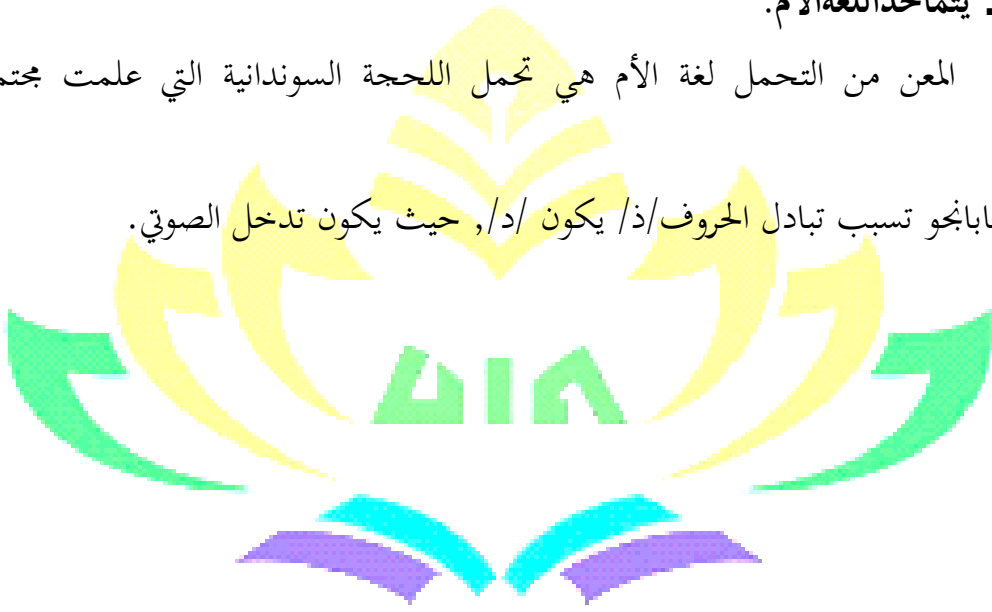 . يتماخذاللغةالأم.
المعن من التحمل لغة الأم هي تحمل اللحجة السوندانية التي علمت مجتم
ابانجو تسبب تبادل الحروف/ذ/ يكون /د/, حيث يكون تدخل الصوتي.